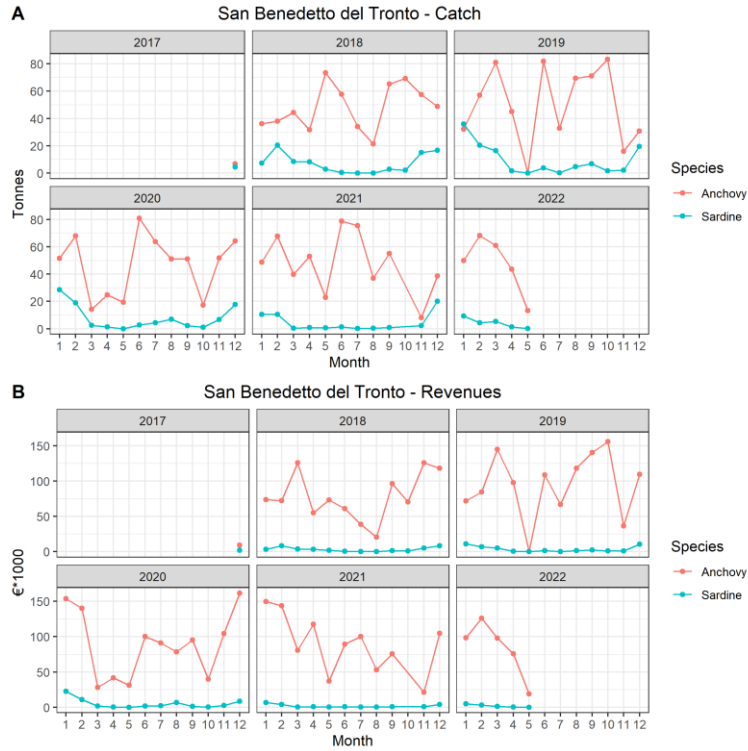 A
San Benedetto del Tronto - Catch
2017 2018 2019
80
60
40
20
0
Tonnes
2020 2021 2022
80
60
40
20
0
1 2 3 4 5 6 7 8 9 10 11 12 1 2 3 4 5 6 7 8 9 10 11 12 1 2 3 4 5 6 7 8 9 10 11 12
Month
Species
Anchovy
Sardine
B
San Benedetto del Tronto - Revenues
2017 2018 2019
150
100
50
0
€*1000
2020 2021 2022
150
100
50
0
1 2 3 4 5 6 7 8 9 10 11 12 1 2 3 4 5 6 7 8 9 10 11 12 1 2 3 4 5 6 7 8 9 10 11 12
Month
Species
Anchovy
Sardine